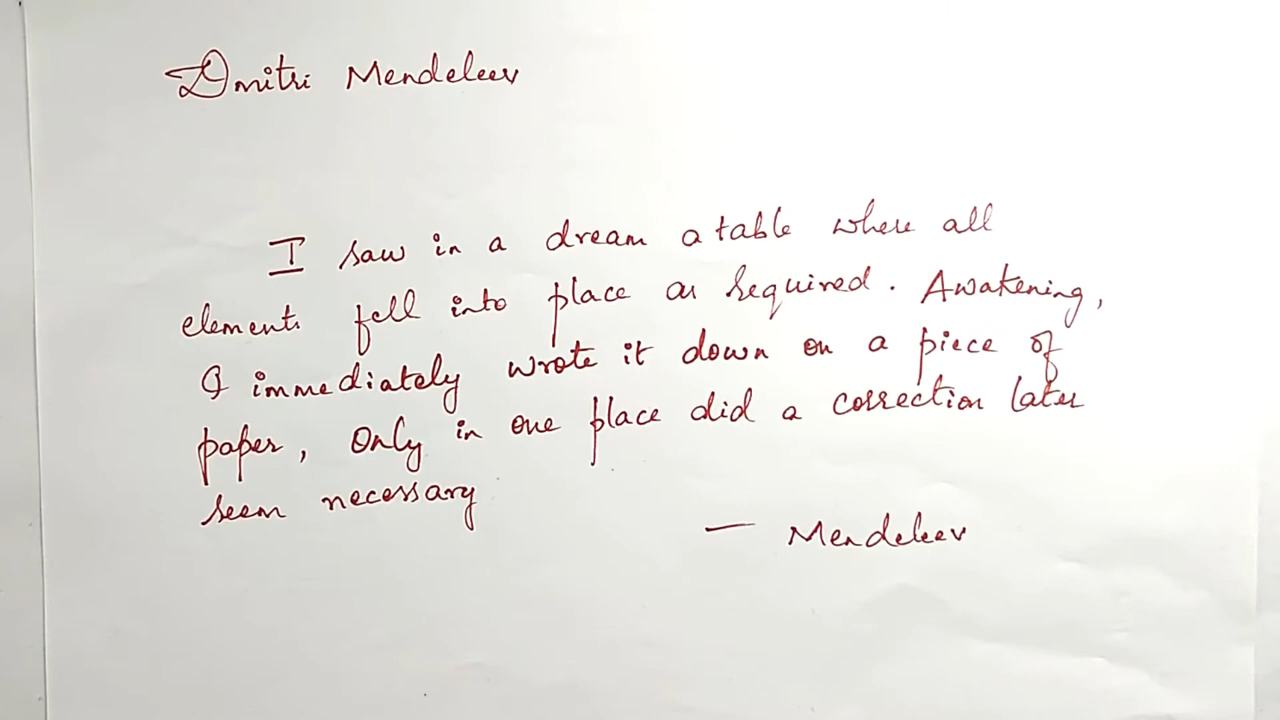 Dmitri Mendeleev
I saw in a dream a table where all
elements fell into place as required. Awakening,
I immediately wrote it down on a piece of
paper, Only in one place did a correction later
seem necessary
— Mendeleev